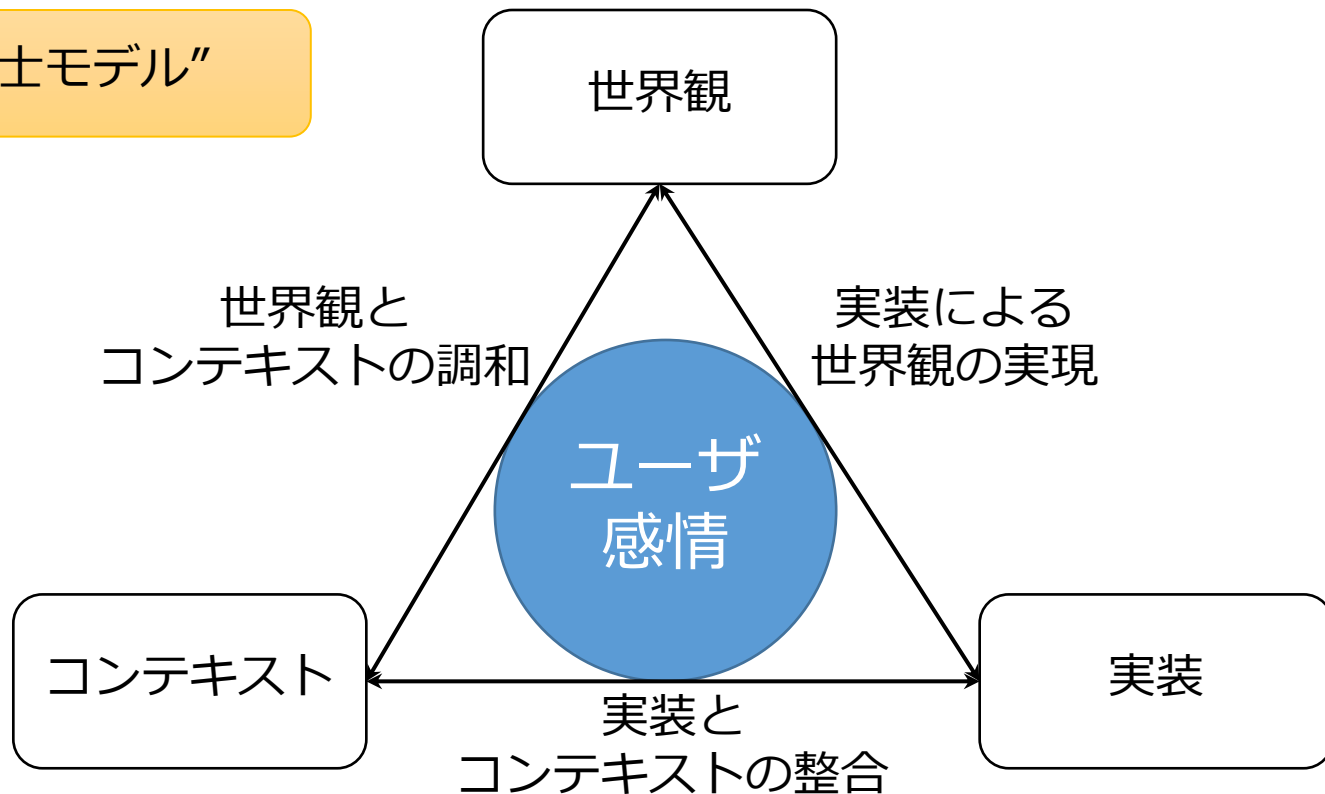 士モデル”
世界観
世界観と
コンテキストの調和
実装による
世界観の実現
ユーザ
感情
コンテキスト
実装
実装と
コンテキストの整合